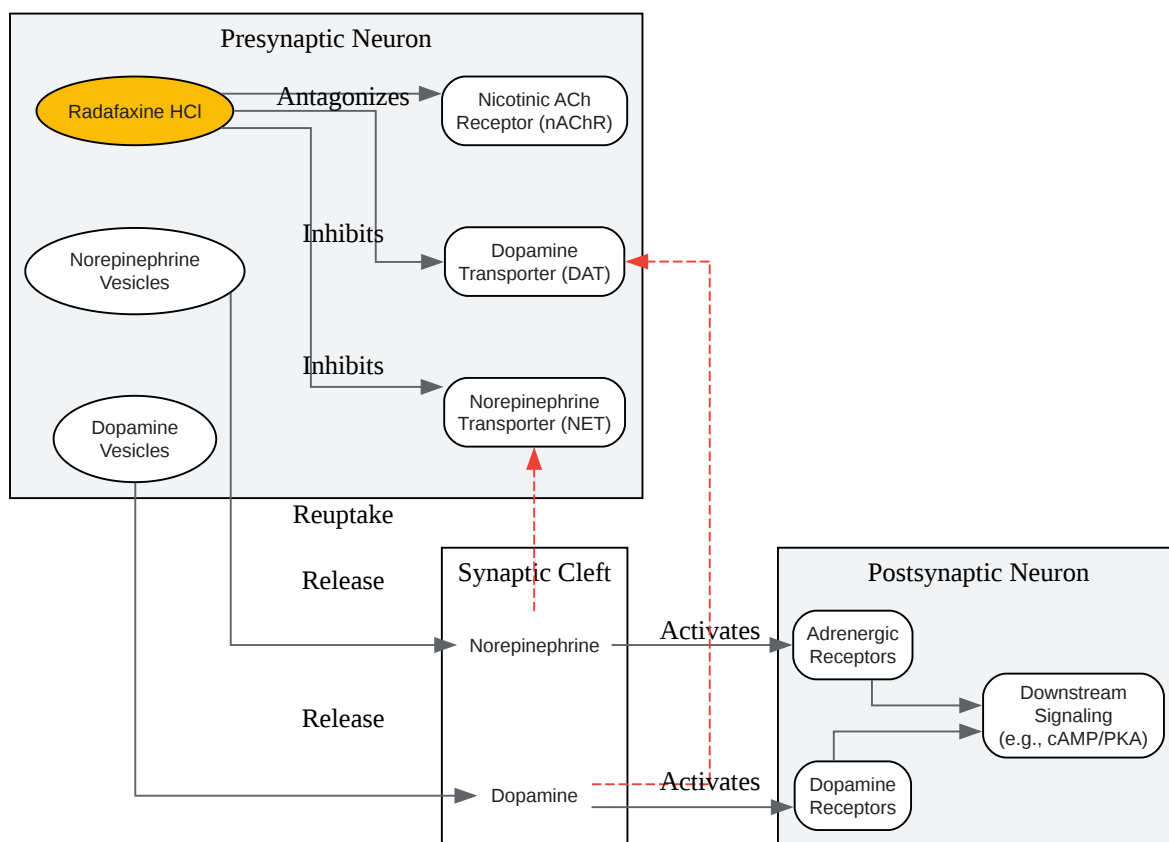 Presynaptic Neuron
Radafaxine HCl
Antagonizes
Nicotinic ACh
Receptor (nAChR)
Norepinephrine
Vesicles
Inhibits
Dopamine
Transporter (DAT)
Inhibits
Norepinephrine
Transporter (NET)
Dopamine
Vesicles
Reuptake
Release
Synaptic Cleft
Postsynaptic Neuron
Norepinephrine
Activates
Adrenergic
Receptors
Downstream
Signaling
(e.g., cAMP/PKA)
Release
Dopamine
Activates
Dopamine
Receptors